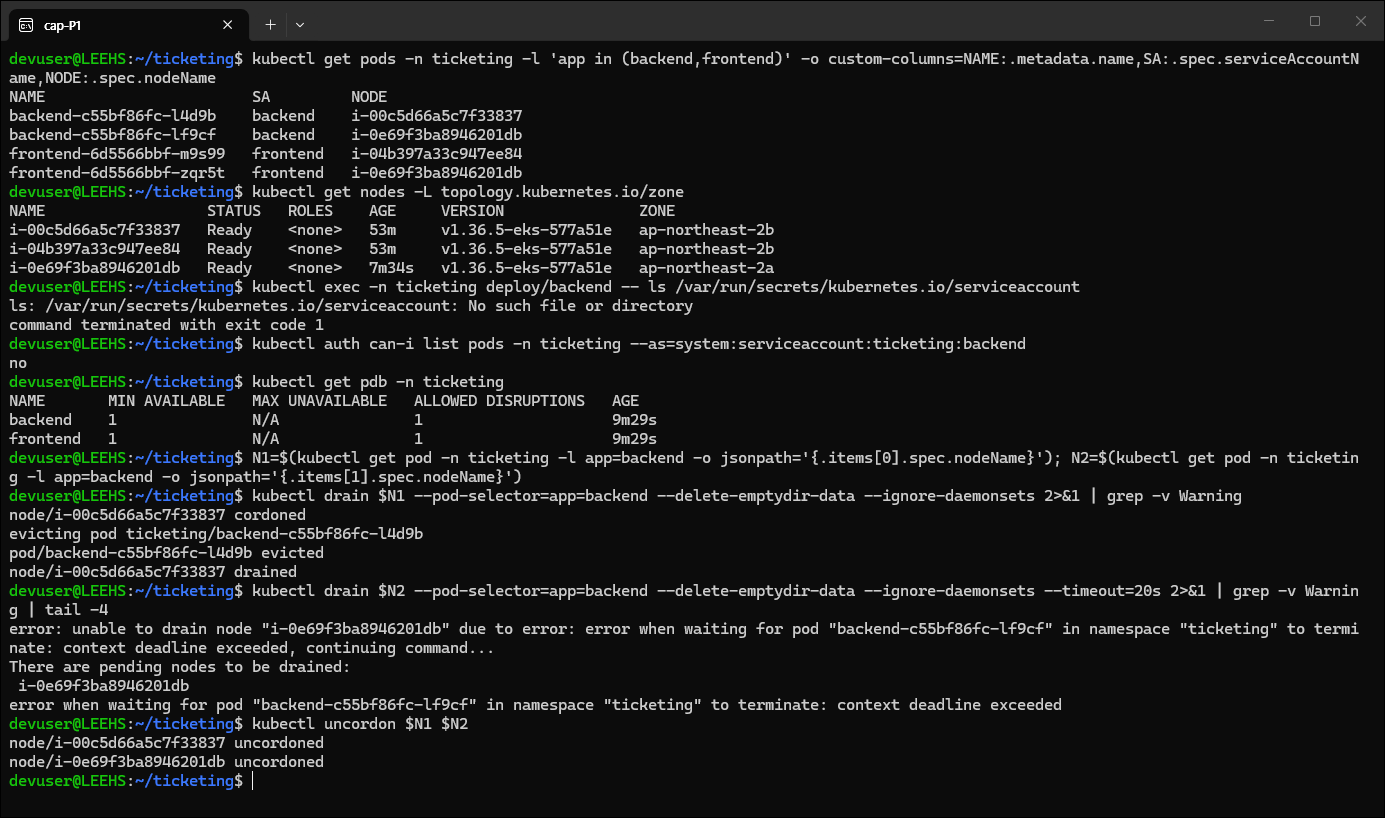 cap-P1
devuser@LEEHS:~/ticketing$ kubectl get pods -n ticketing -l 'app in (backend,frontend)' -o custom-columns=NAME:.metadata.name,SA:.spec.serviceAccountN
ame,NODE:.spec.nodeName
NAME                       SA         NODE
backend-c55bf86fc-l4d9b    backend    i-00c5d66a5c7f33837
backend-c55bf86fc-lf9cf    backend    i-0e69f3ba8946201db
frontend-6d5566bbf-m9s99   frontend   i-04b397a33c947ee84
frontend-6d5566bbf-zqr5t   frontend   i-0e69f3ba8946201db
devuser@LEEHS:~/ticketing$ kubectl get nodes -L topology.kubernetes.io/zone
NAME                  STATUS   ROLES    AGE     VERSION               ZONE
i-00c5d66a5c7f33837   Ready    <none>   53m     v1.36.5-eks-577a51e   ap-northeast-2b
i-04b397a33c947ee84   Ready    <none>   53m     v1.36.5-eks-577a51e   ap-northeast-2b
i-0e69f3ba8946201db   Ready    <none>   7m34s   v1.36.5-eks-577a51e   ap-northeast-2a
devuser@LEEHS:~/ticketing$ kubectl exec -n ticketing deploy/backend -- ls /var/run/secrets/kubernetes.io/serviceaccount
ls: /var/run/secrets/kubernetes.io/serviceaccount: No such file or directory
command terminated with exit code 1
devuser@LEEHS:~/ticketing$ kubectl auth can-i list pods -n ticketing --as=system:serviceaccount:ticketing:backend
no
devuser@LEEHS:~/ticketing$ kubectl get pdb -n ticketing
NAME       MIN AVAILABLE   MAX UNAVAILABLE   ALLOWED DISRUPTIONS   AGE
backend    1               N/A               1                     9m29s
frontend   1               N/A               1                     9m29s
devuser@LEEHS:~/ticketing$ N1=$(kubectl get pod -n ticketing -l app=backend -o jsonpath='{.items[0].spec.nodeName}'); N2=$(kubectl get pod -n ticketin
g -l app=backend -o jsonpath='{.items[1].spec.nodeName}')
devuser@LEEHS:~/ticketing$ kubectl drain $N1 --pod-selector=app=backend --delete-emptydir-data --ignore-daemonsets 2>&1 | grep -v Warning
node/i-00c5d66a5c7f33837 cordoned
evicting pod ticketing/backend-c55bf86fc-l4d9b
pod/backend-c55bf86fc-l4d9b evicted
node/i-00c5d66a5c7f33837 drained
devuser@LEEHS:~/ticketing$ kubectl drain $N2 --pod-selector=app=backend --delete-emptydir-data --ignore-daemonsets --timeout=20s 2>&1 | grep -v Warnin
g | tail -4
error: unable to drain node "i-0e69f3ba8946201db" due to error: error when waiting for pod "backend-c55bf86fc-lf9cf" in namespace "ticketing" to termi
nate: context deadline exceeded, continuing command...
There are pending nodes to be drained:
 i-0e69f3ba8946201db
error when waiting for pod "backend-c55bf86fc-lf9cf" in namespace "ticketing" to terminate: context deadline exceeded
devuser@LEEHS:~/ticketing$ kubectl uncordon $N1 $N2
node/i-00c5d66a5c7f33837 uncordoned
node/i-0e69f3ba8946201db uncordoned
devuser@LEEHS:~/ticketing$